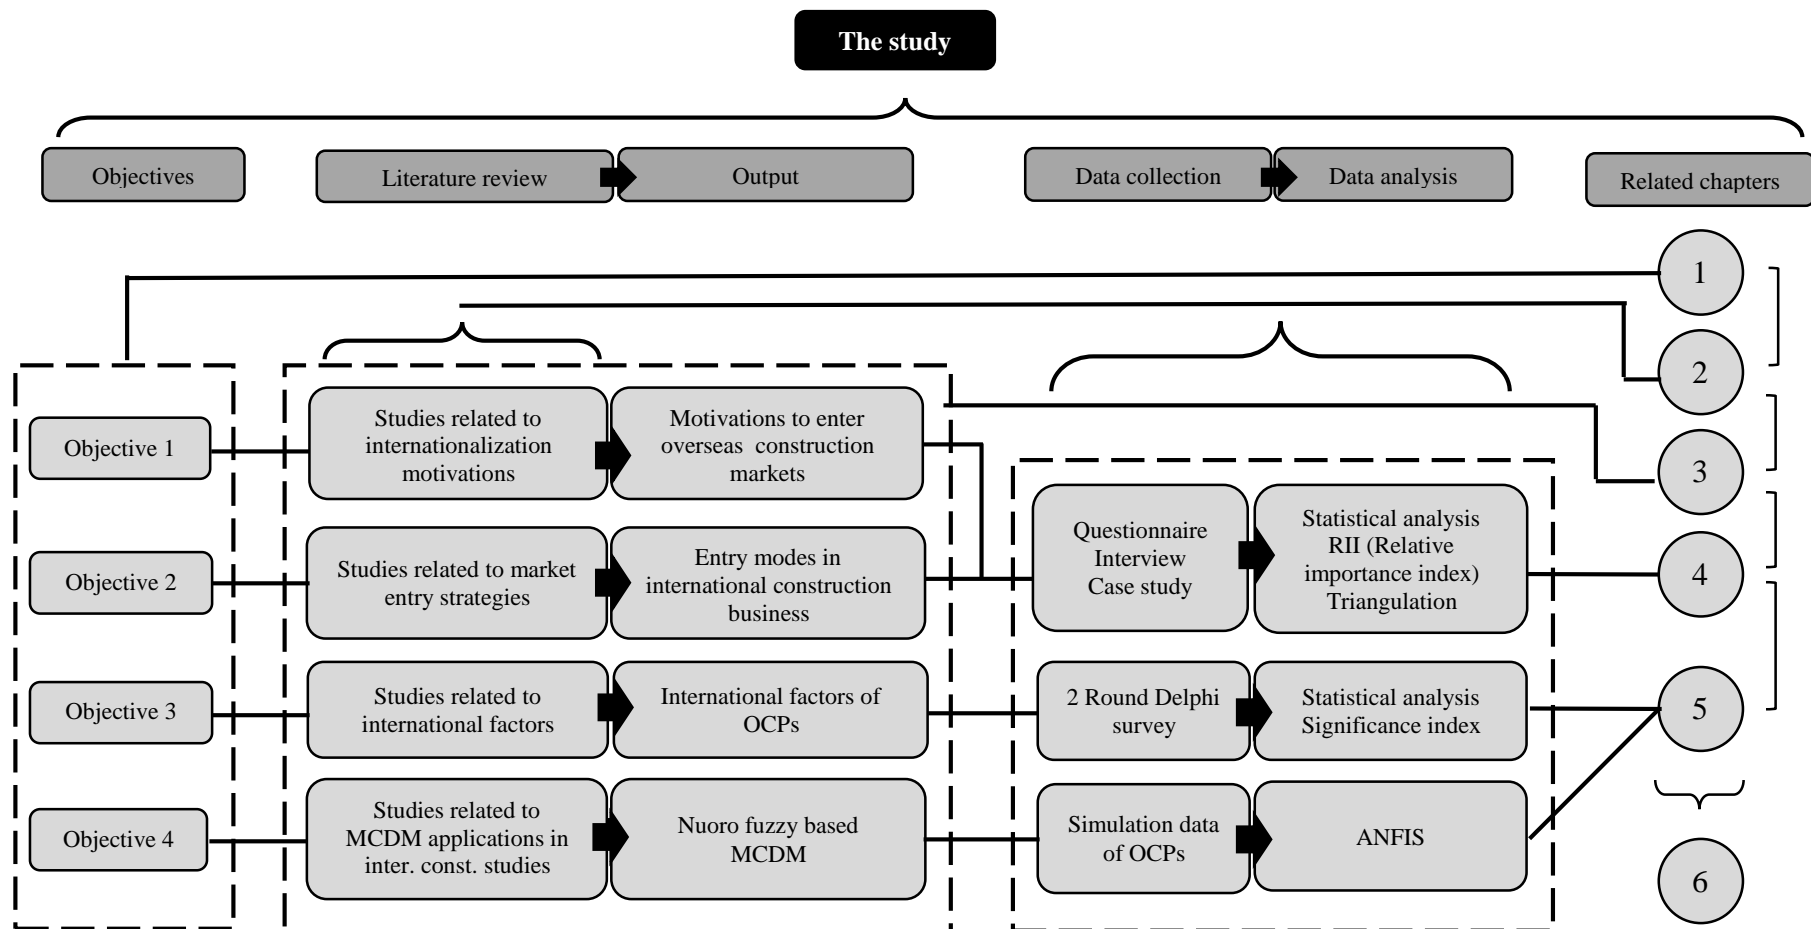 The study
Objectives
Literature review
Output
Data collection
Data analysis
Related chapters
1
2
3
4
5
6
Objective 1
Studies related to
internationalization
motivations
Motivations to enter
overseas construction
markets
Objective 2
Studies related to market
entry strategies
Entry modes in
international construction
business
Questionnaire
Interview
Case study
Statistical analysis
RII (Relative
importance index)
Triangulation
Objective 3
Studies related to
international factors
International factors of
OCPs
2 Round Delphi
survey
Statistical analysis
Significance index
Objective 4
Studies related to
MCDM applications in
inter. const. studies
Nuoro fuzzy based
MCDM
Simulation data
of OCPs
ANFIS